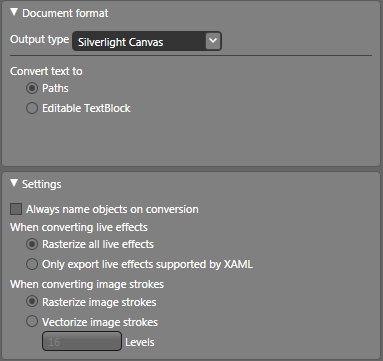 Document format
Output type Silverlight Canvas
Convert text to
Paths
Editable TextBlock
Settings
Always name objects on conversion
When converting live effects
Rasterize all live effects
Only export live effects supported by XAML
When converting image strokes
Rasterize image strokes
Vectorize image strokes
16 Levels